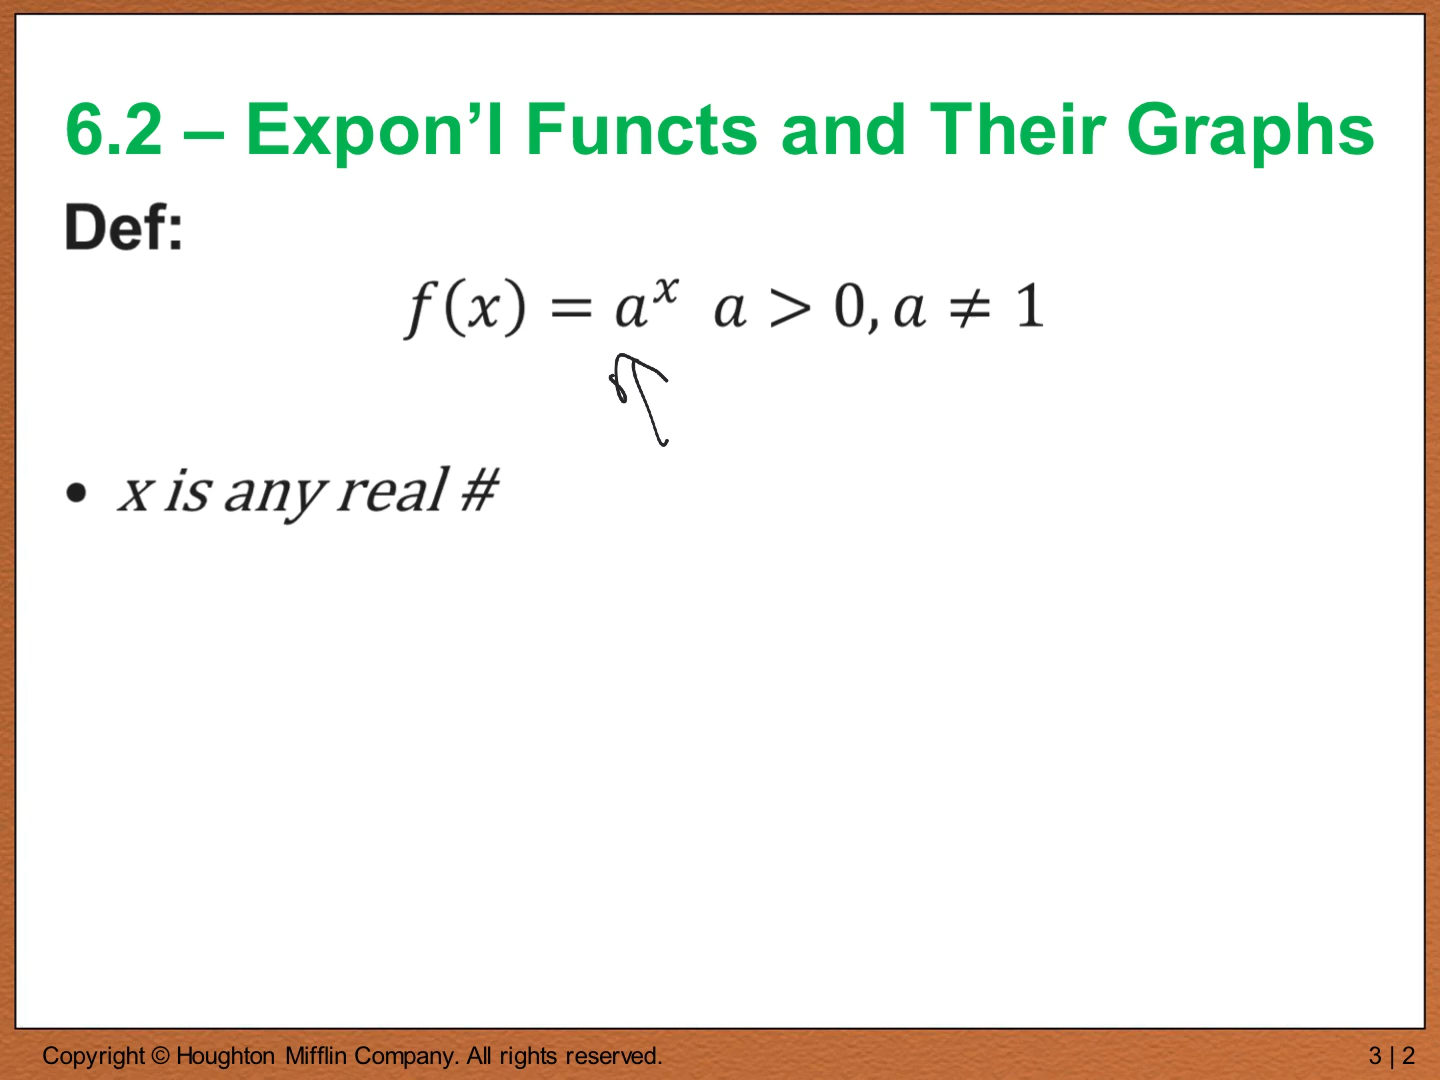 6.2 – Expon’l Functs and Their Graphs
Def:
f(x) = aˣ  a > 0, a ≠ 1
• x is any real #
Copyright © Houghton Mifflin Company. All rights reserved.
3 | 2